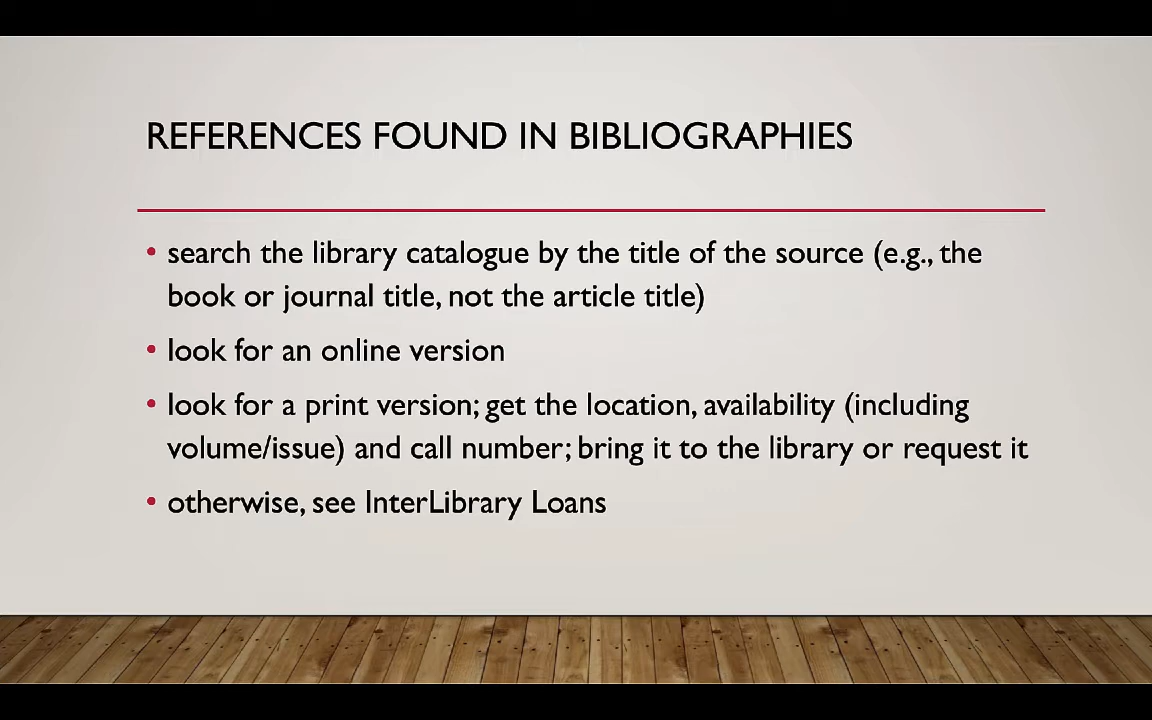 REFERENCES FOUND IN BIBLIOGRAPHIES
• search the library catalogue by the title of the source (e.g., the
book or journal title, not the article title)
• look for an online version
• look for a print version; get the location, availability (including
volume/issue) and call number; bring it to the library or request it
• otherwise, see InterLibrary Loans